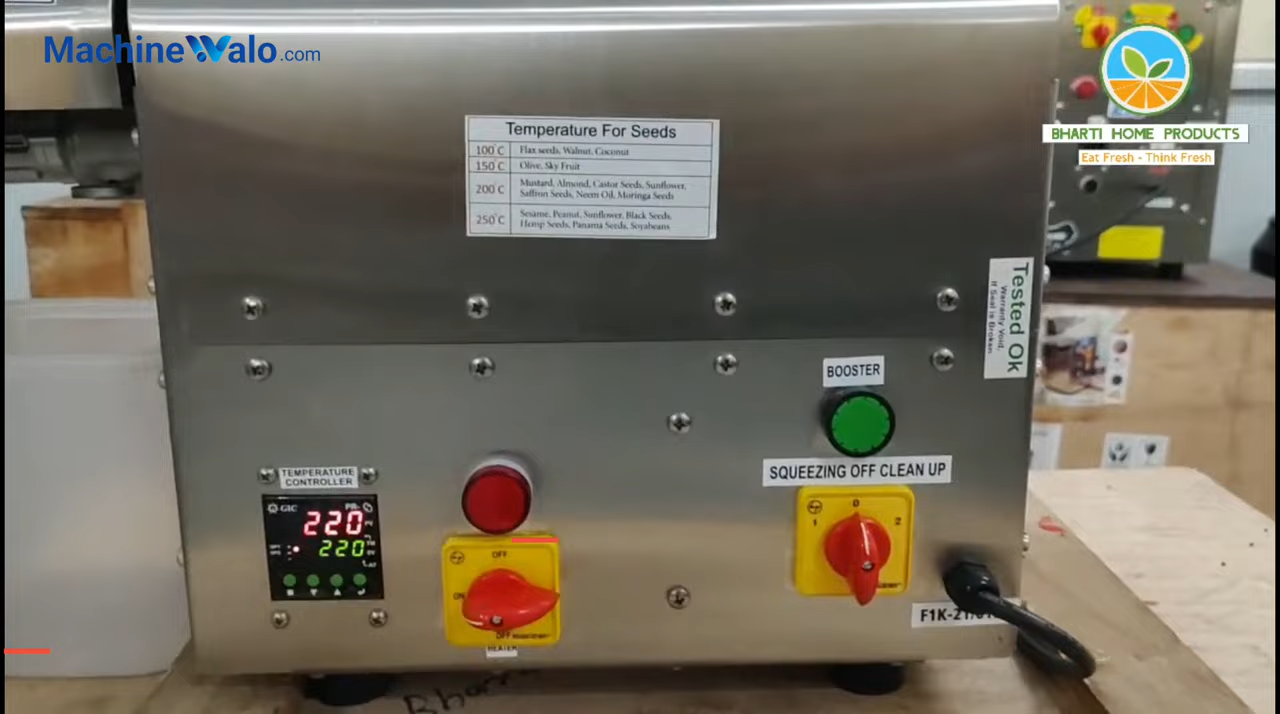 MachineWalo.com
BHARTI HOME PRODUCTS
Eat Fresh - Think Fresh
Temperature For Seeds
100°C Flax seeds, Walnut, Coconut
150°C Olive, Sky Fruit
200°C Mustard, Almond, Castor Seeds, Sunflower,
Saffron Seeds, Neem Oil, Moringa Seeds
250°C Sesame, Peanut, Sunflower, Black Seeds,
Hemp Seeds, Panama Seeds, Soyabeans
Tested Ok
Warranty Void,
If Seal is Broken
BOOSTER
SQUEEZING OFF CLEAN UP
TEMPERATURE
CONTROLLER
GIC PR-
220
220
OFF
ON
OFF
HEATER
0
1 2